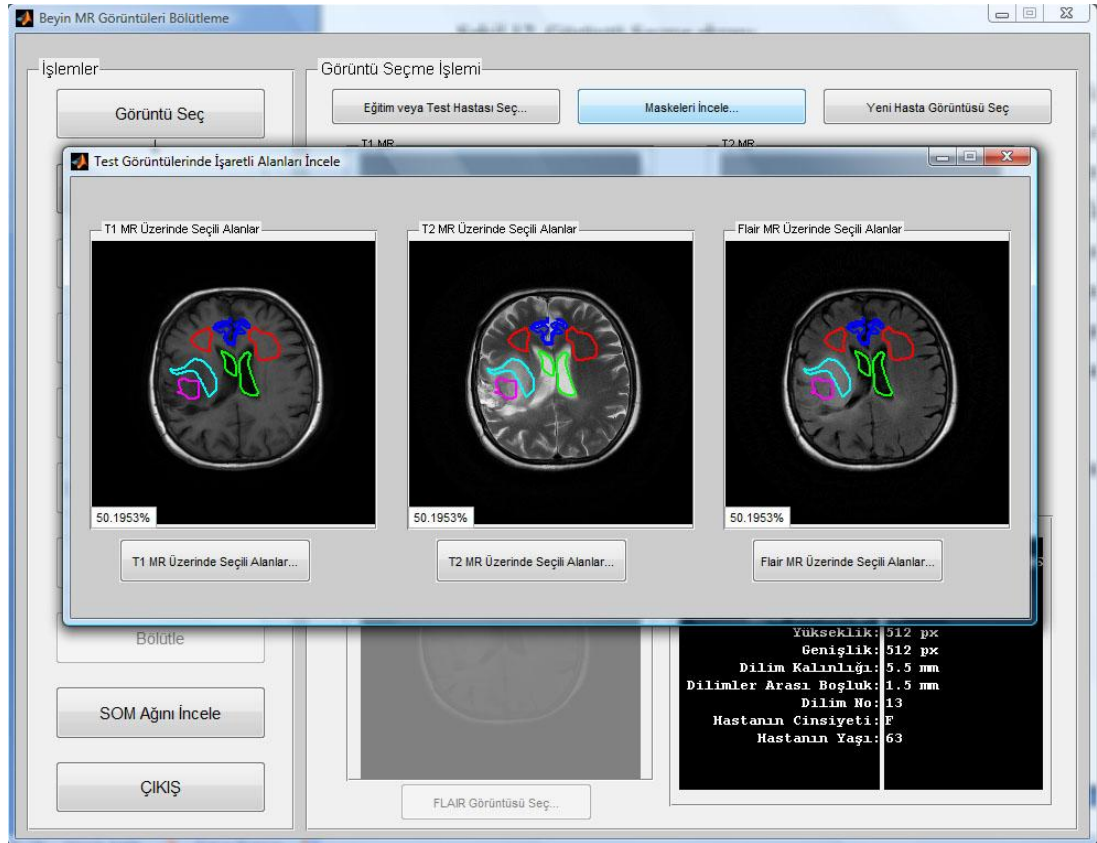 Beyin MR Görüntüleri Bölütleme
İşlemler
Görüntü Seçme İşlemi
Görüntü Seç
Eğitim veya Test Hastası Seç...
Maskeleri İncele...
Yeni Hasta Görüntüsü Seç
T1 MR
T2 MR
Test Görüntülerinde İşaretli Alanları İncele
T1 MR Üzerinde Seçili Alanlar
T2 MR Üzerinde Seçili Alanlar
Flair MR Üzerinde Seçili Alanlar
50.1953%
50.1953%
50.1953%
T1 MR Üzerinde Seçili Alanlar...
T2 MR Üzerinde Seçili Alanlar...
Flair MR Üzerinde Seçili Alanlar...
Bölütle
Yükseklik: 512 px
Genişlik: 512 px
Dilim Kalınlığı: 5.5 mm
Dilimler Arası Boşluk: 1.5 mm
Dilim No: 13
Hastanın Cinsiyeti: F
Hastanın Yaşı: 63
SOM Ağını İncele
ÇIKIŞ
FLAIR Görüntüsü Seç...